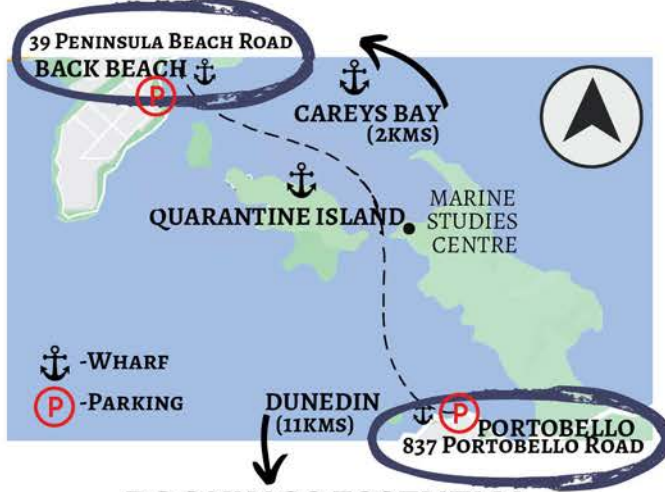 39 Peninsula Beach Road
Back Beach
P
Careys Bay
(2kms)
Quarantine Island
Marine
Studies
Centre
-Wharf
P -Parking
Dunedin
(11kms)
P
Portobello
837 Portobello Road